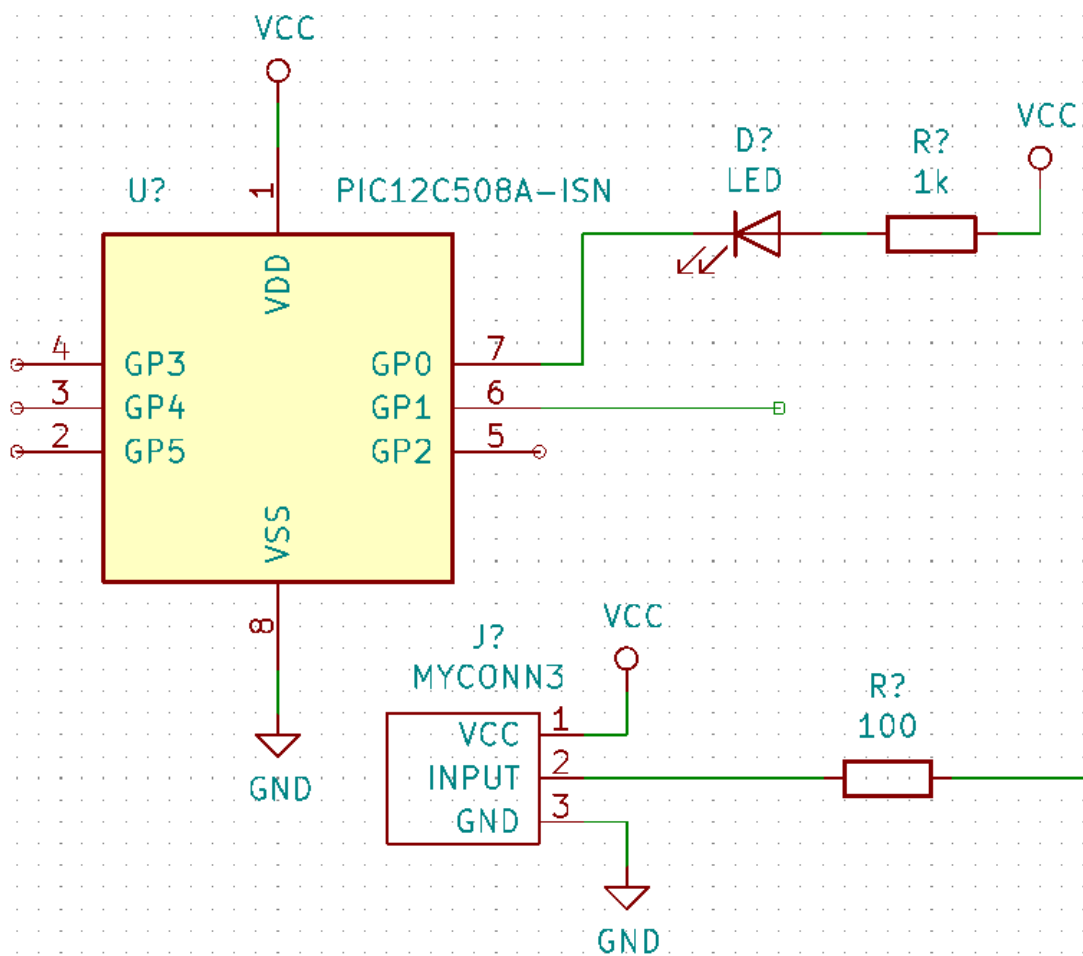 VCC
U?
1
PIC12C508A-ISN
D?
LED
R?
1k
VCC
VDD
4
GP3
GP0
7
3
GP4
GP1
6
2
GP5
GP2
5
VSS
8
GND
J?
MYCONN3
VCC
VCC
1
INPUT
2
GND
3
GND
R?
100